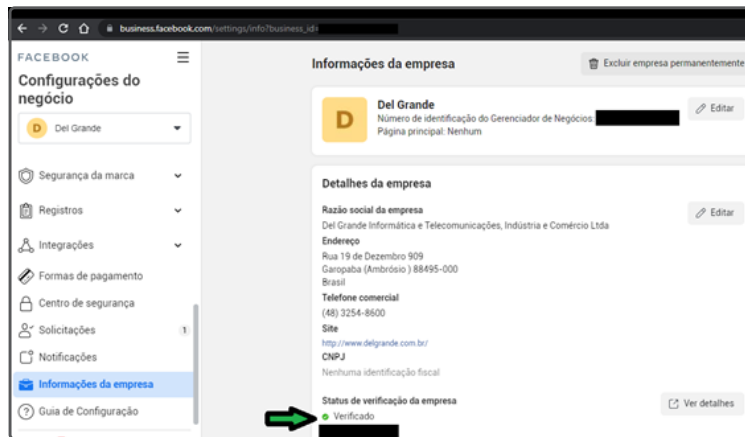 business.facebook.com/settings/info?business_id=
FACEBOOK
Configurações do
negócio
D Del Grande
Segurança da marca
Registros
Integrações
Formas de pagamento
Centro de segurança
Solicitações 1
Notificações
Informações da empresa
Guia de Configuração
Informações da empresa
Excluir empresa permanentemente
D
Del Grande
Número de identificação do Gerenciador de Negócios:
Página principal: Nenhum
Editar
Detalhes da empresa
Editar
Razão social da empresa
Del Grande Informática e Telecomunicações, Indústria e Comércio Ltda
Endereço
Rua 19 de Dezembro 909
Garopaba (Ambrósio ) 88495-000
Brasil
Telefone comercial
(48) 3254-8600
Site
http://www.delgrande.com.br/
CNPJ
Nenhuma identificação fiscal
Status de verificação da empresa
Ver detalhes
Verificado